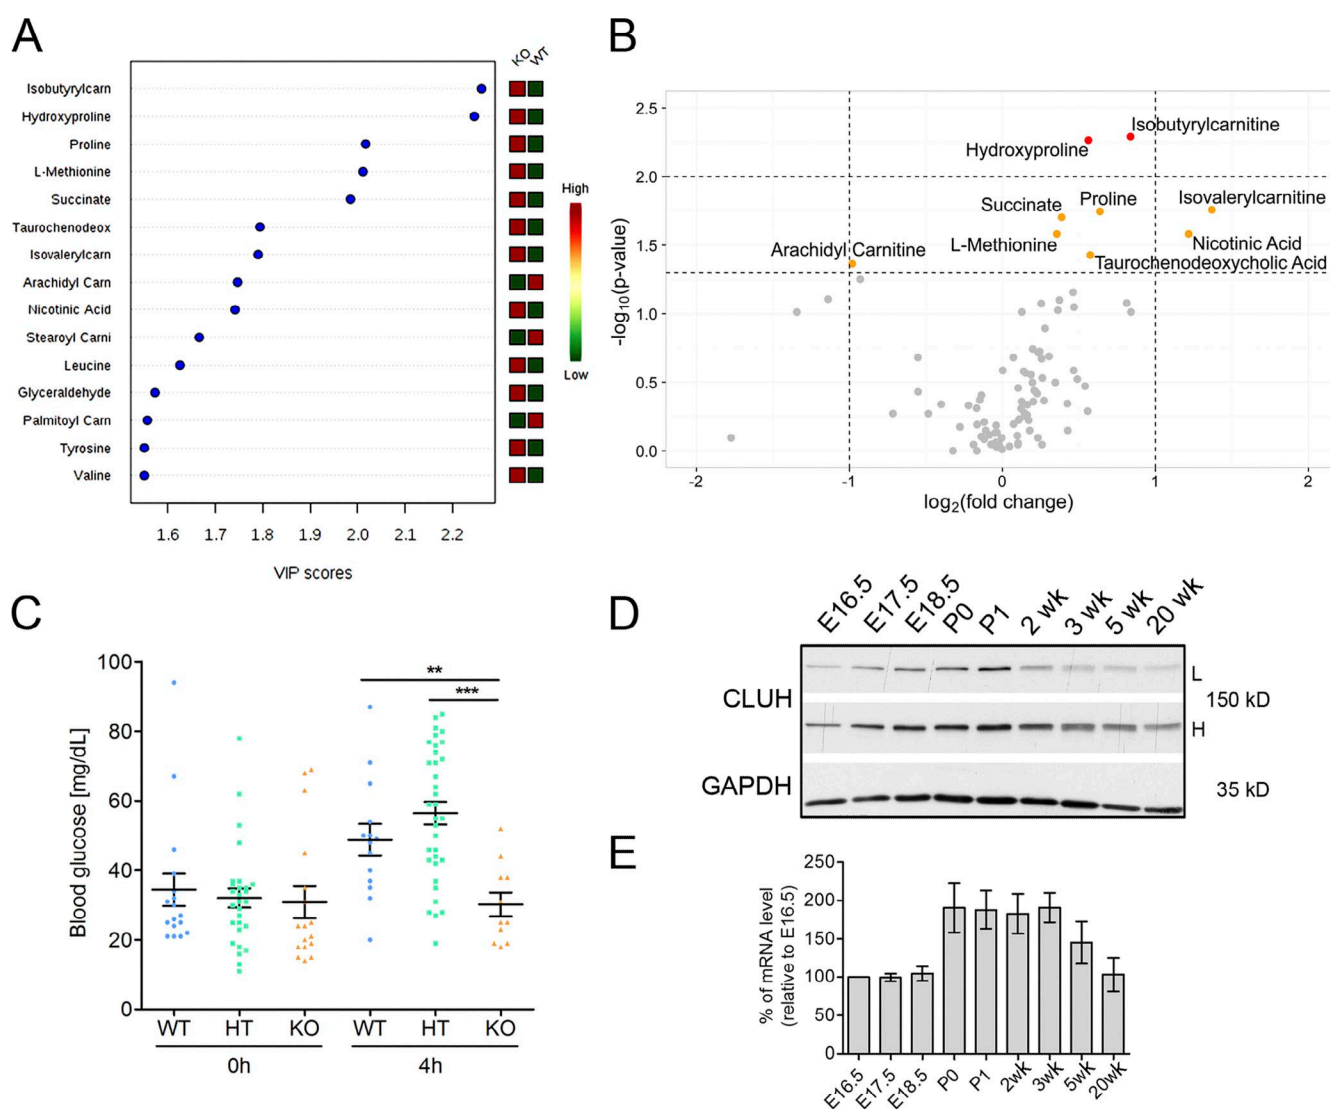 A
KO WT
Isobutyrylcarn
Hydroxyproline
Proline
L-Methionine
Succinate
Taurochenodeox
Isovalerylcarn
Arachidyl Carn
Nicotinic Acid
Stearoyl Carni
Leucine
Glyceraldehyde
Palmitoyl Carn
Tyrosine
Valine
1.6 1.7 1.8 1.9 2.0 2.1 2.2
VIP scores
High
Low
B
2.5
2.0
1.5
1.0
0.5
0.0
-log10(p-value)
Isobutyrylcarnitine
Hydroxyproline
Isovalerylcarnitine
Succinate Proline
L-Methionine
Nicotinic Acid
Arachidyl Carnitine
Taurochenodeoxycholic Acid
-2 -1 0 1 2
log2(fold change)
C
Blood glucose [mg/dL]
100
80
60
40
20
0
**
***
WT HT KO WT HT KO
0h 4h
D
E16.5 E17.5 E18.5 P0 P1 2 wk 3 wk 5 wk 20 wk
CLUH
L
150 kD
H
GAPDH
35 kD
E
% of mRNA level
(relative to E16.5)
250
200
150
100
50
0
E16.5 E17.5 E18.5 P0 P1 2wk 3wk 5wk 20wk